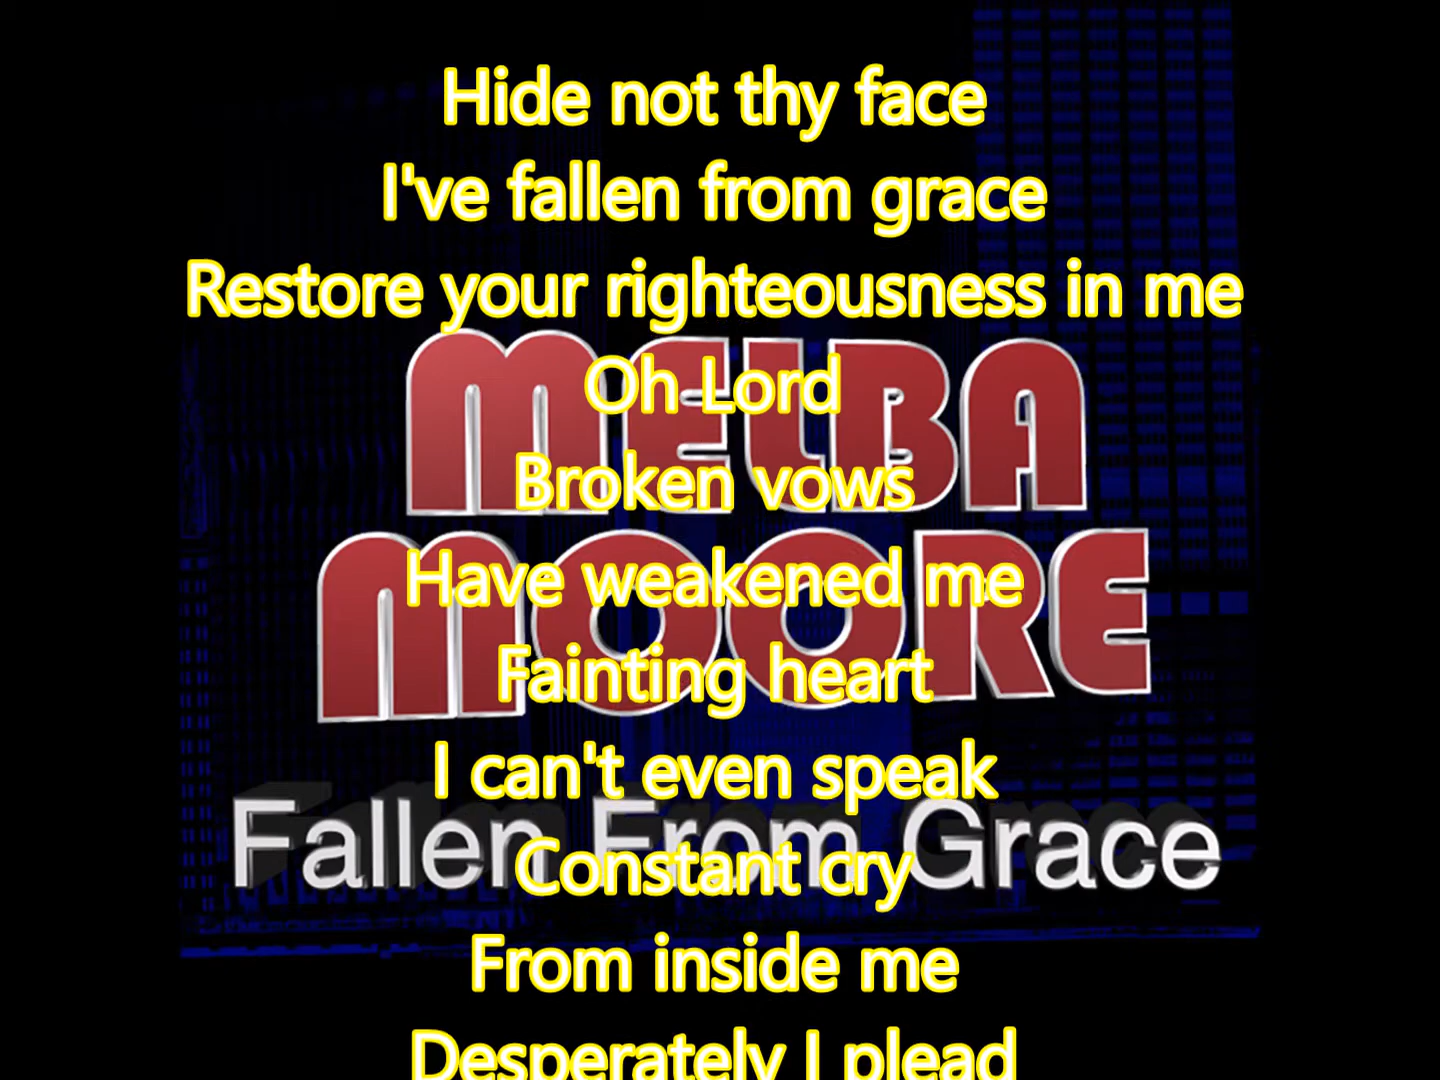 Hide not thy face
I've fallen from grace
Restore your righteousness in me
Oh Lord
MELBA
Broken vows
Have weakened me
MOORE
Fainting heart
I can't even speak
Fallen From Grace
Constant cry
From inside me
Desperately I plead